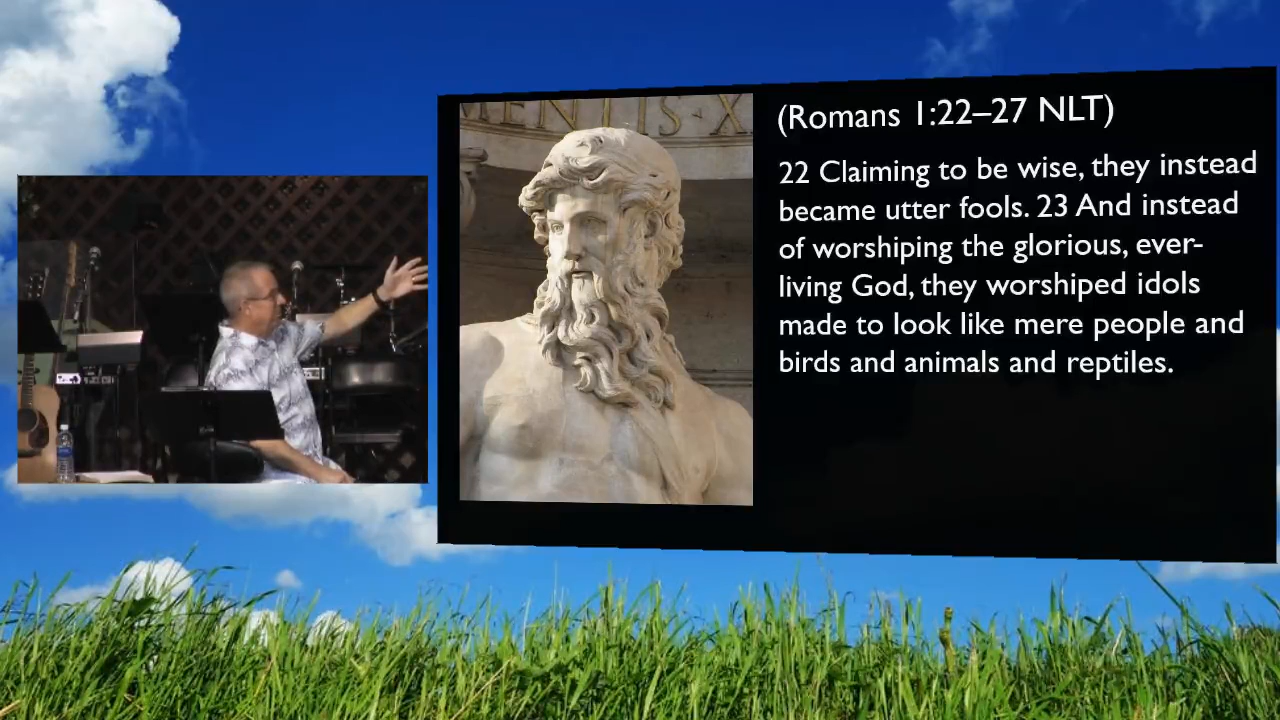 MENTIS X
(Romans 1:22–27 NLT)
22 Claiming to be wise, they instead
became utter fools. 23 And instead
of worshiping the glorious, ever-
living God, they worshiped idols
made to look like mere people and
birds and animals and reptiles.